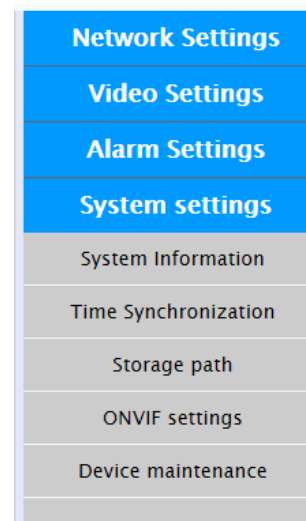 Network Settings
Video Settings
Alarm Settings
System settings
System Information
Time Synchronization
Storage path
ONVIF settings
Device maintenance